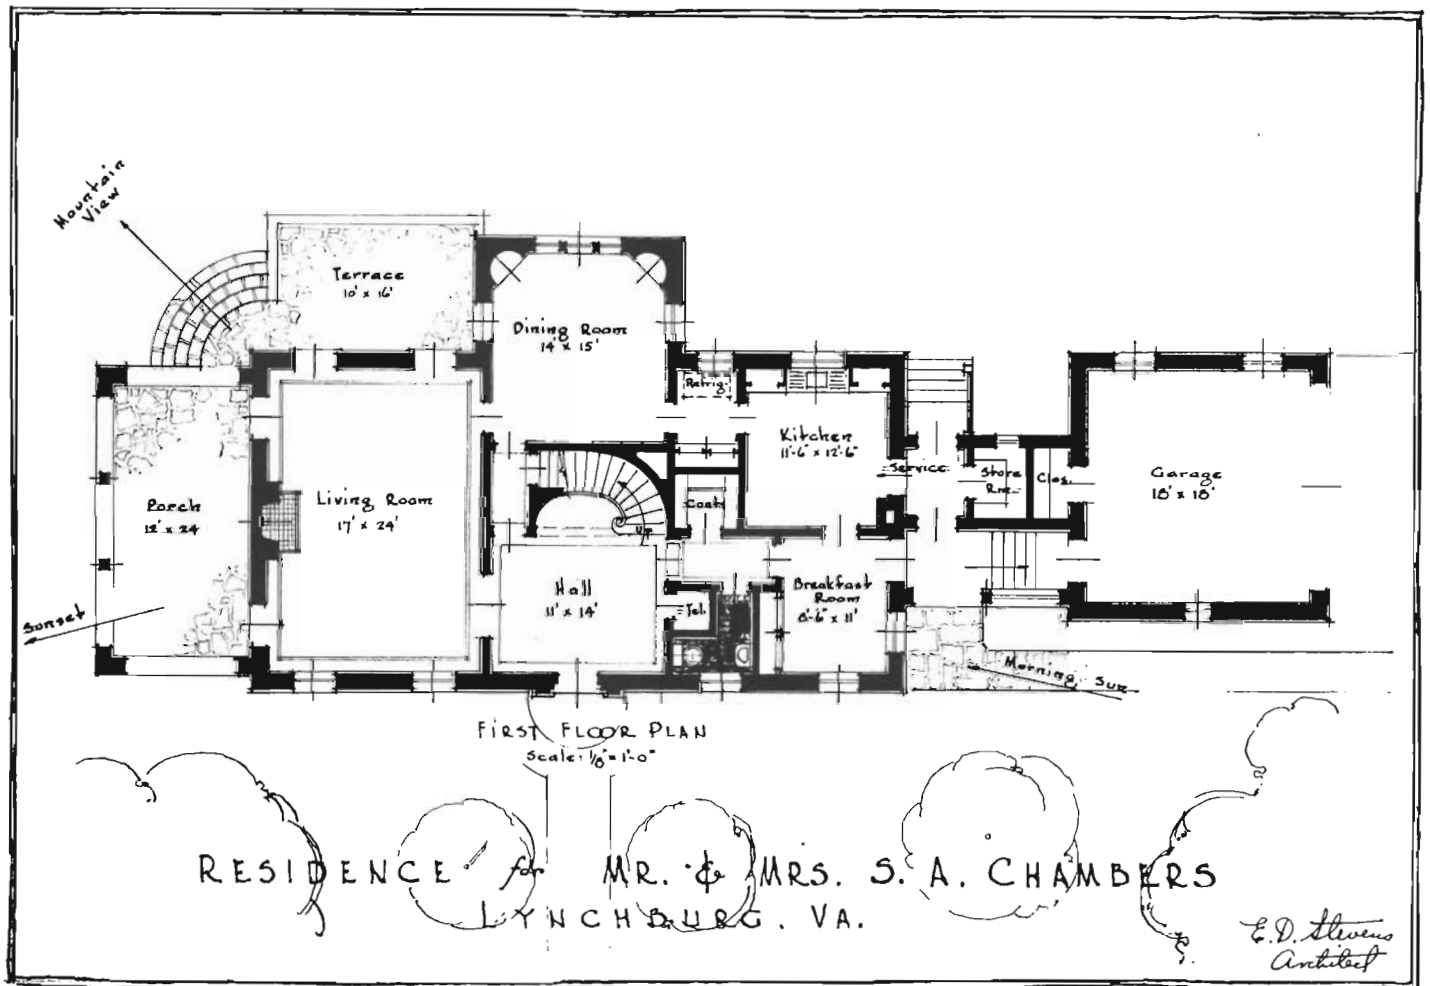 Mountain
View
Terrace
10' x 16'
Dining Room
14' x 15'
Refrig.
Kitchen
11'-6" x 12'-6"
Service
Store
Rm.
Clos.
Garage
18' x 18'
Porch
12' x 24'
Living Room
17' x 24'
Coats
UP
Hall
11' x 14'
Tel.
Breakfast
Room
8'-6" x 11'
Sunset
Morning Sun
FIRST FLOOR PLAN
Scale: 1/8" = 1'-0"
RESIDENCE for MR. & MRS. S. A. CHAMBERS
LYNCHBURG, VA.
E. D. Stevens
Architect